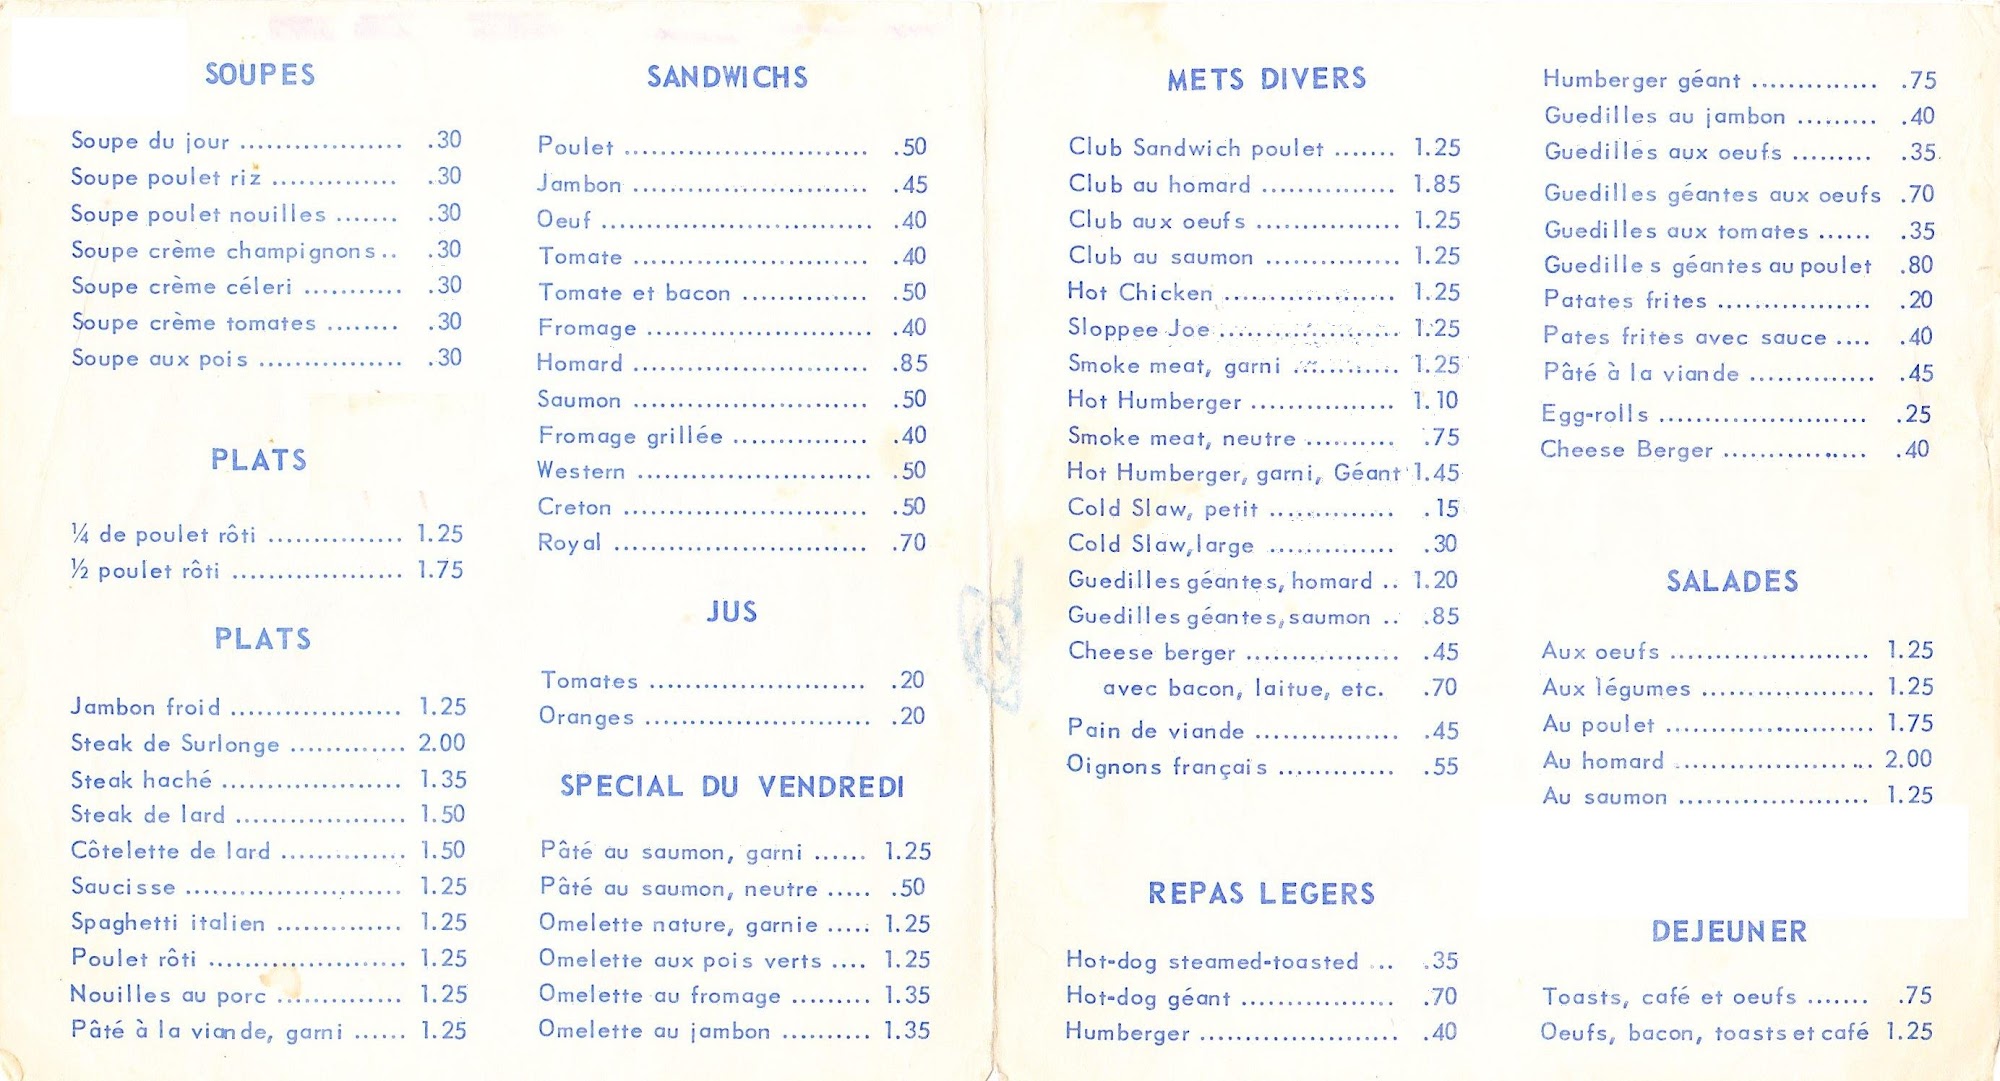 SOUPES
Soupe du jour .................. .30
Soupe poulet riz .............. .30
Soupe poulet nouilles ....... .30
Soupe crème champignons.. .30
Soupe crème céleri ........... .30
Soupe crème tomates ........ .30
Soupe aux pois ................ .30
PLATS
¼ de poulet rôti ............... 1.25
½ poulet rôti ................... 1.75
PLATS
Jambon froid ................... 1.25
Steak de Surlonge ............. 2.00
Steak haché .................... 1.35
Steak de lard ................... 1.50
Côtelette de lard .............. 1.50
Saucisse ........................ 1.25
Spaghetti italien .............. 1.25
Poulet rôti ...................... 1.25
Nouilles au porc .............. 1.25
Pâté à la viande, garni ...... 1.25
SANDWICHS
Poulet ........................... .50
Jambon .......................... .45
Oeuf .............................. .40
Tomate .......................... .40
Tomate et bacon .............. .50
Fromage ......................... .40
Homard .......................... .85
Saumon .......................... .50
Fromage grillée ............... .40
Western .......................... .50
Creton ........................... .50
Royal ............................ .70
JUS
Tomates ........................ .20
Oranges ......................... .20
SPECIAL DU VENDREDI
Pâté au saumon, garni ...... 1.25
Pâté au saumon, neutre ..... .50
Omelette nature, garnie ..... 1.25
Omelette aux pois verts .... 1.25
Omelette au fromage ......... 1.35
Omelette au jambon .......... 1.35
METS DIVERS
Club Sandwich poulet ....... 1.25
Club au homard ............... 1.85
Club aux oeufs ................ 1.25
Club au saumon ............... 1.25
Hot Chicken ................... 1.25
Sloppee Joe .................... 1.25
Smoke meat, garni ............ 1.25
Hot Humberger ................ 1.10
Smoke meat, neutre .......... .75
Hot Humberger, garni, Géant 1.45
Cold Slaw, petit .............. .15
Cold Slaw,large .............. .30
Guedilles géantes, homard .. 1.20
Guedilles géantes,saumon .. .85
Cheese berger ................. .45
avec bacon, laitue, etc. .70
Pain de viande ................ .45
Oignons français ............. .55
REPAS LEGERS
Hot-dog steamed-toasted ... .35
Hot-dog géant ................. .70
Humberger ...................... .40
Humberger géant .............. .75
Guedilles au jambon ......... .40
Guedilles aux oeufs ......... .35
Guedilles géantes aux oeufs .70
Guedilles aux tomates ...... .35
Guedilles géantes au poulet .80
Patates frites ................. .20
Pates frites avec sauce .... .40
Pâté à la viande .............. .45
Egg-rolls ....................... .25
Cheese Berger ................ .40
SALADES
Aux oeufs ...................... 1.25
Aux légumes ................... 1.25
Au poulet ....................... 1.75
Au homard ...................... 2.00
Au saumon ..................... 1.25
DEJEUNER
Toasts, café et oeufs ....... .75
Oeufs, bacon, toasts et café 1.25